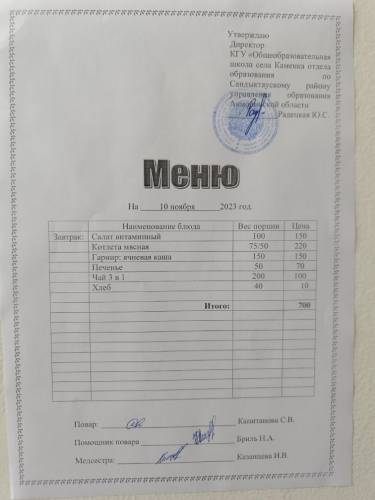 Утверждаю
Директор
КГУ «Общеобразовательная
школа села Каменка отдела
образования по
Сандыктаускому району
управления образования
Акмолинской области
Радецкая Ю.С.
Меню
На 10 ноября 2023 год.
Наименование блюда Вес порции Цена
Завтрак: Салат витаминный 100 150
Котлета мясная 75/50 220
Гарнир: ячневая каша 150 150
Печенье 50 70
Чай 3 в 1 200 100
Хлеб 40 10
Итого: 700
Повар: Капитанова С.В.
Помощник повара Бриль Н.А.
Медсестра: Казанцева И.В.